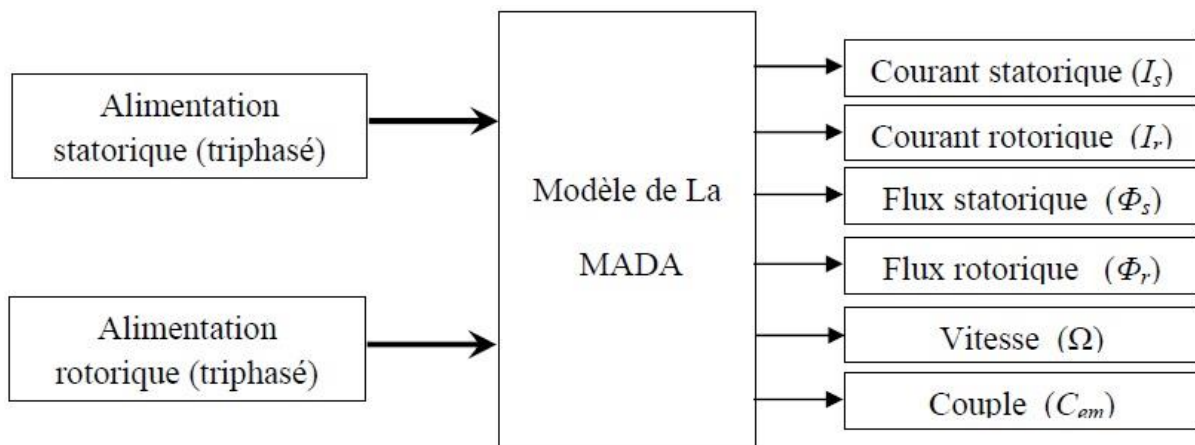 Alimentation
statorique (triphasé)
Alimentation
rotorique (triphasé)
Modèle de La
MADA
Courant statorique (Is)
Courant rotorique (Ir)
Flux statorique (Φs)
Flux rotorique (Φr)
Vitesse (Ω)
Couple (Cem)